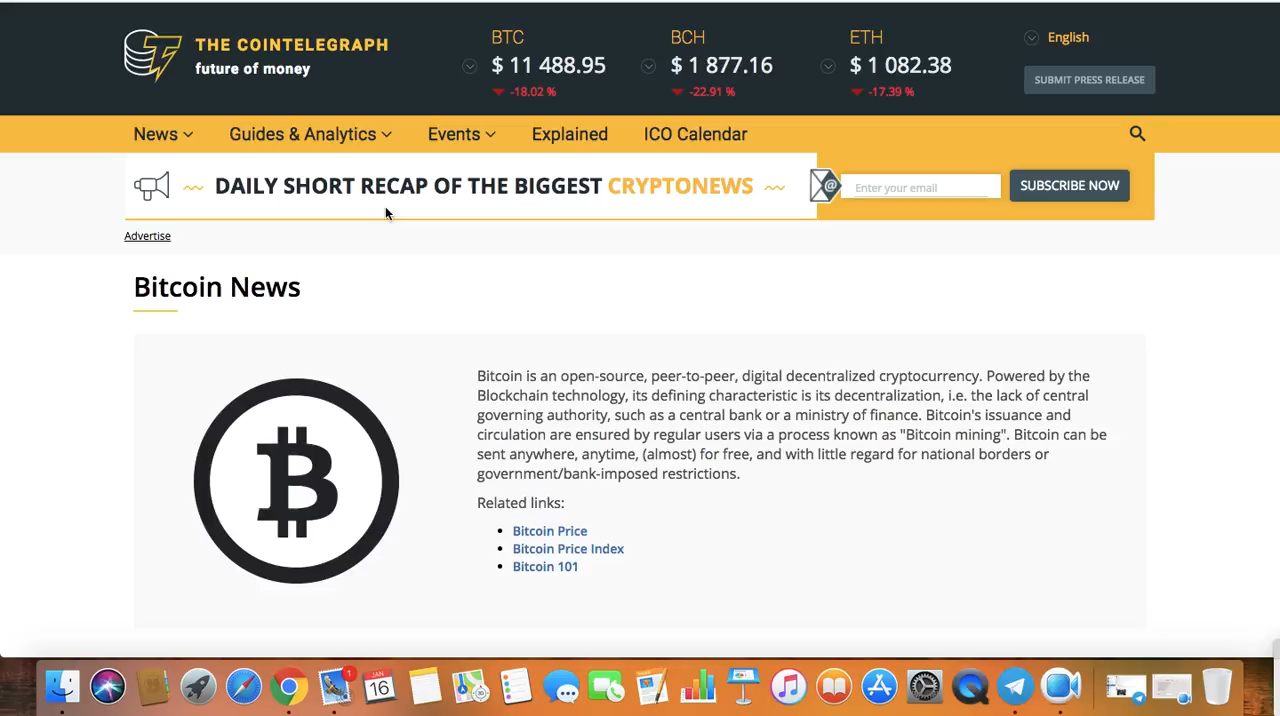 THE COINTELEGRAPH
future of money
BTC
$ 11 488.95
-18.02 %
BCH
$ 1 877.16
-22.91 %
ETH
$ 1 082.38
-17.39 %
English
SUBMIT PRESS RELEASE
News
Guides & Analytics
Events
Explained
ICO Calendar
DAILY SHORT RECAP OF THE BIGGEST CRYPTONEWS
@
Enter your email
SUBSCRIBE NOW
Advertise
Bitcoin News
Bitcoin is an open-source, peer-to-peer, digital decentralized cryptocurrency. Powered by the
Blockchain technology, its defining characteristic is its decentralization, i.e. the lack of central
governing authority, such as a central bank or a ministry of finance. Bitcoin's issuance and
circulation are ensured by regular users via a process known as "Bitcoin mining". Bitcoin can be
sent anywhere, anytime, (almost) for free, and with little regard for national borders or
government/bank-imposed restrictions.
Related links:
• Bitcoin Price
• Bitcoin Price Index
• Bitcoin 101
1
JAN
16